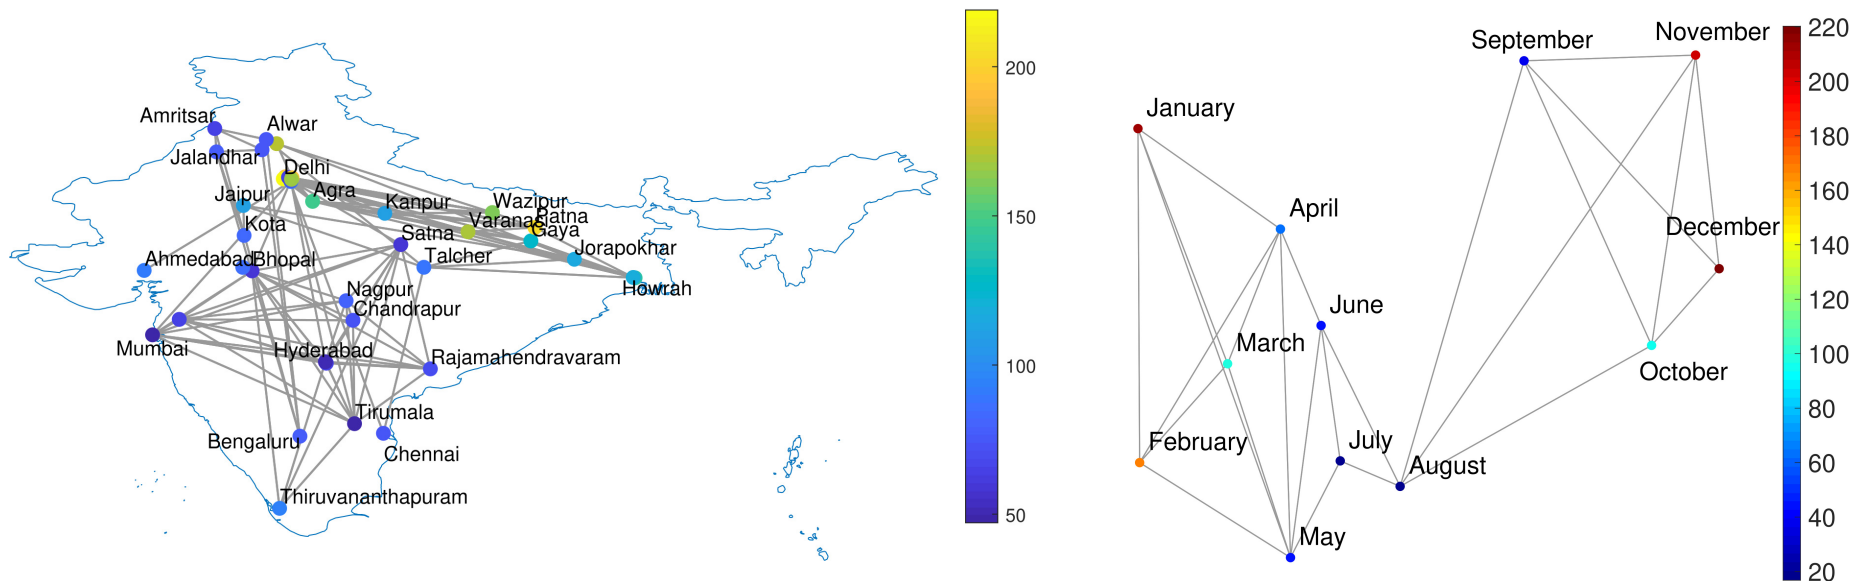 Amritsar
Alwar
Jalandhar
Delhi
Jaipur
Agra
Kanpur
Wazipur
Kota
Varanasi
Patna
Gaya
Satna
Jorapokhar
Ahmedabad
Bhopal
Talcher
Howrah
Nagpur
Chandrapur
Mumbai
Hyderabad
Rajamahendravaram
Tirumala
Bengaluru
Chennai
Thiruvananthapuram
200
150
100
50
September
November
January
April
December
June
March
October
February
July
August
May
220
200
180
160
140
120
100
80
60
40
20